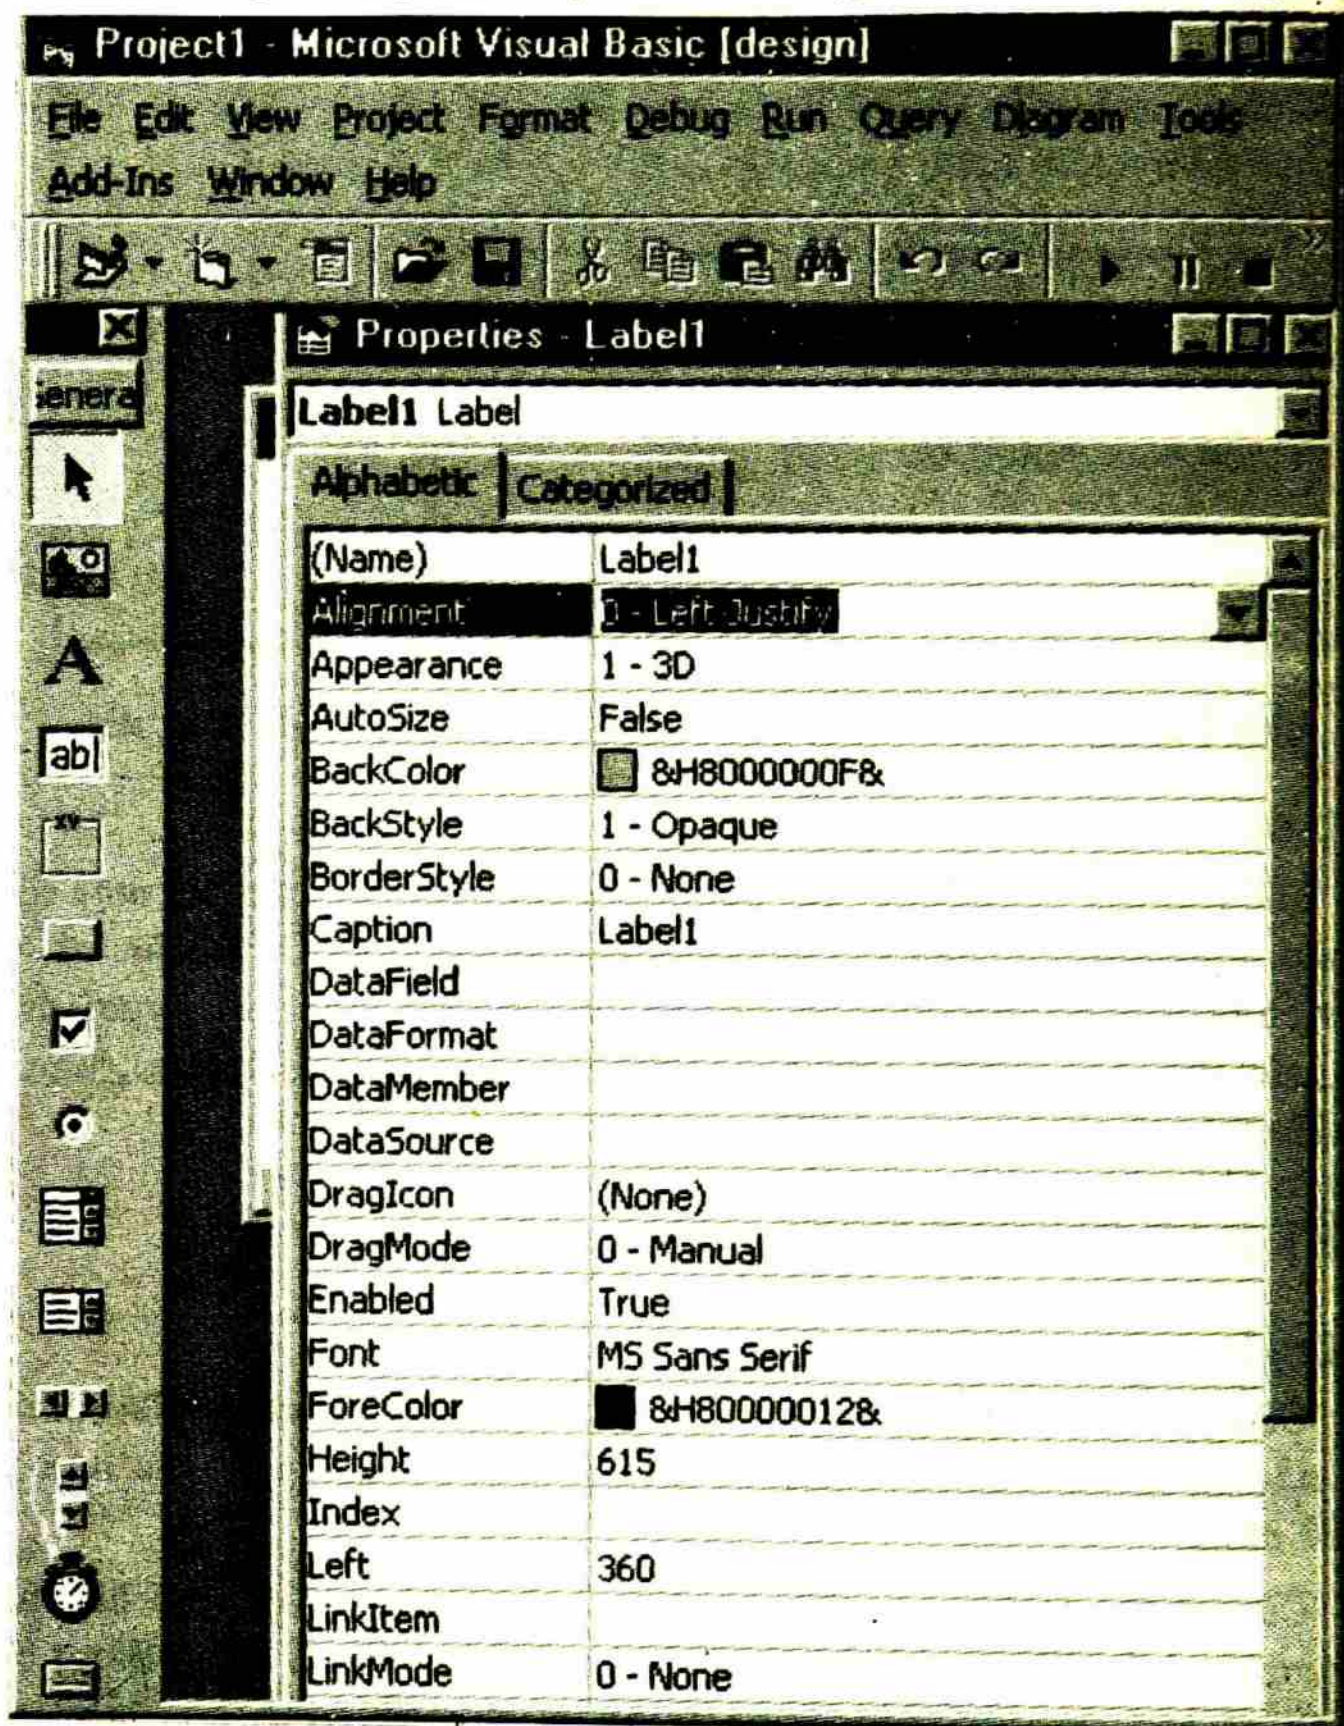 Project1 - Microsoft Visual Basic [design]
File Edit View Project Format Debug Run Query Diagram Tools
Add-Ins Window Help
Properties - Label1
Genera
Label1 Label
Alphabetic Categorized
(Name) Label1
Alignment 0 - Left Justify
A
Appearance 1 - 3D
AutoSize False
ab|
BackColor &H8000000F&
BackStyle 1 - Opaque
xv
BorderStyle 0 - None
Caption Label1
DataField
DataFormat
DataMember
DataSource
DragIcon (None)
DragMode 0 - Manual
Enabled True
Font MS Sans Serif
ForeColor &H80000012&
Height 615
Index
Left 360
LinkItem
LinkMode 0 - None